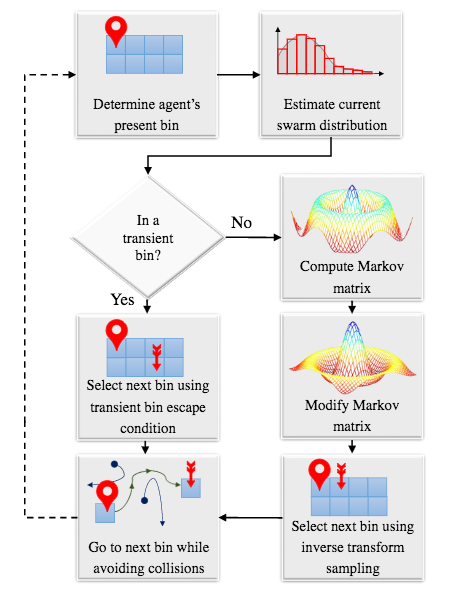 Determine agent's
present bin
Estimate current
swarm distribution
In a
transient
bin?
No
Yes
Compute Markov
matrix
Select next bin using
transient bin escape
condition
Modify Markov
matrix
Go to next bin while
avoiding collisions
Select next bin using
inverse transform
sampling